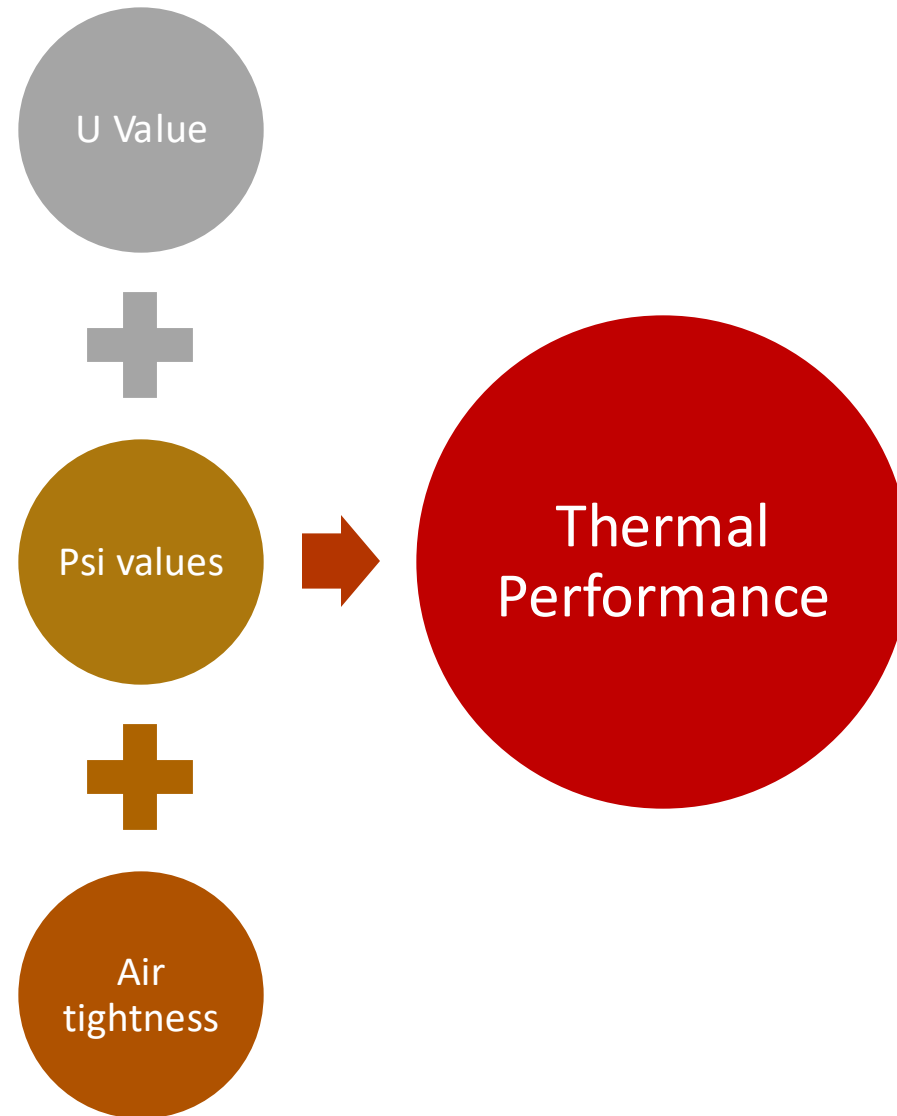 U Value
Psi values
Air
tightness
Thermal
Performance